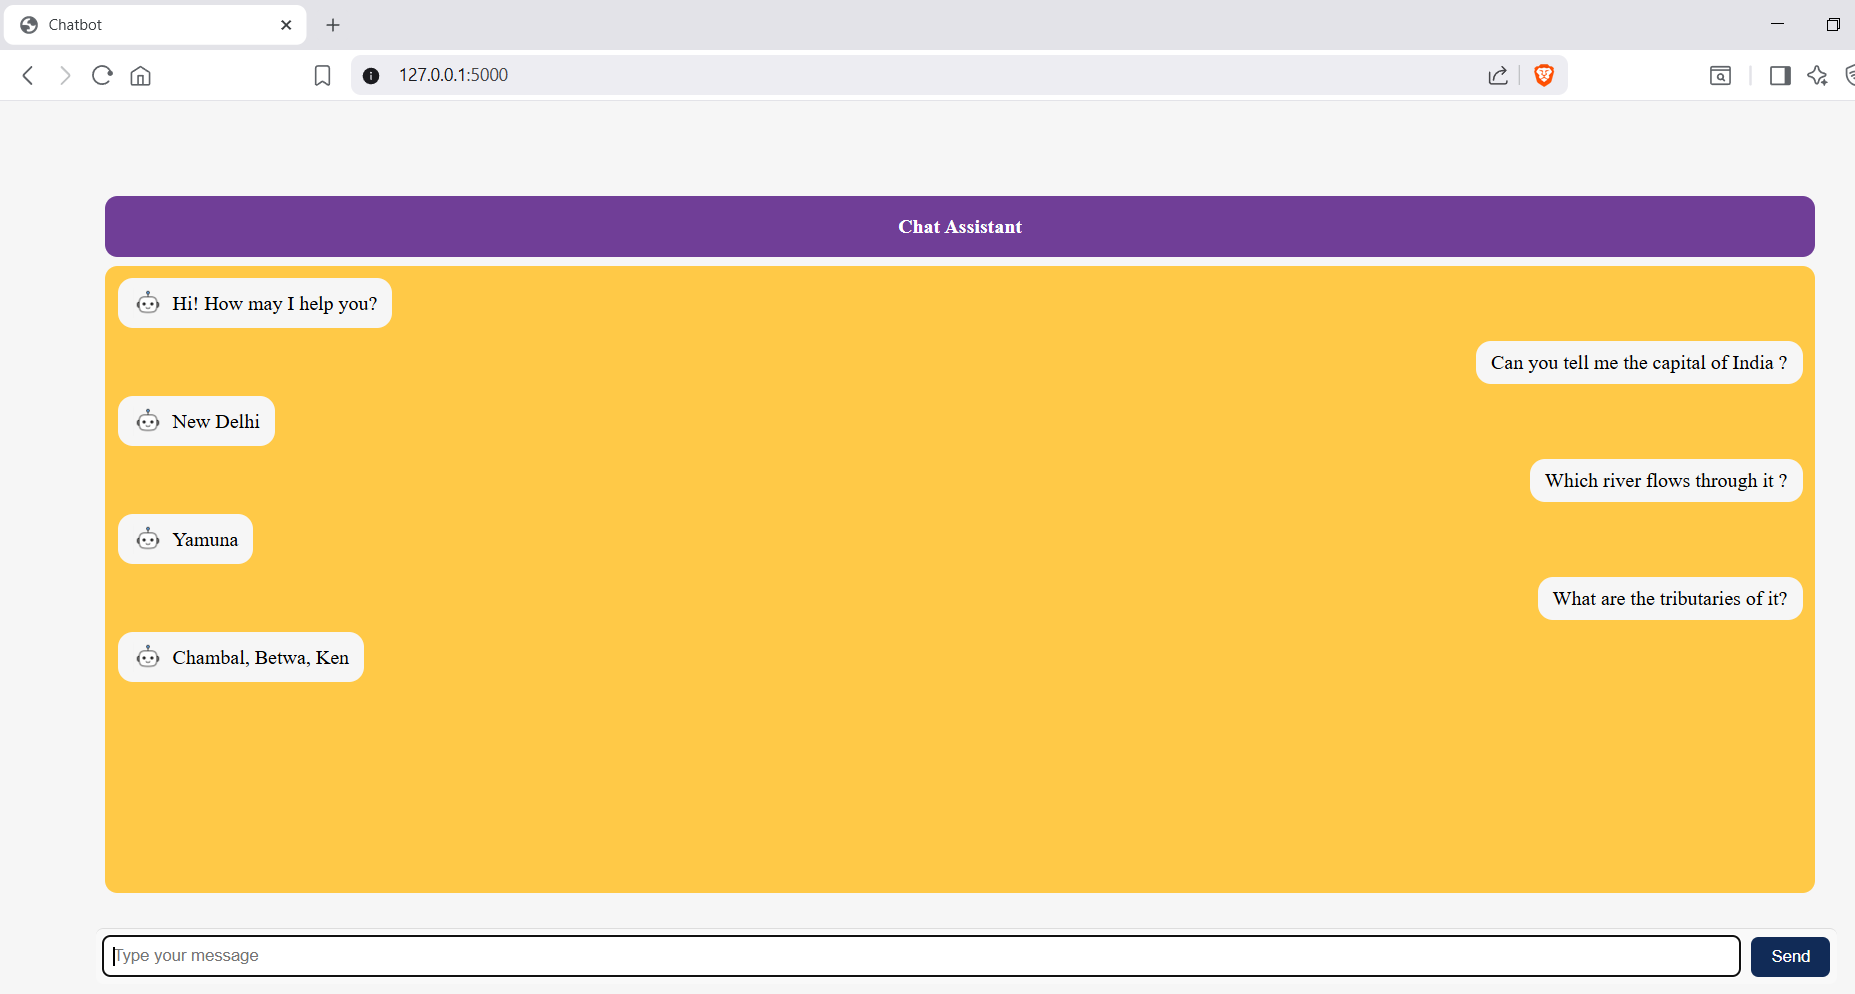 Chatbot
127.0.0.1:5000
Chat Assistant
Hi! How may I help you?
Can you tell me the capital of India ?
New Delhi
Which river flows through it ?
Yamuna
What are the tributaries of it?
Chambal, Betwa, Ken
Type your message
Send